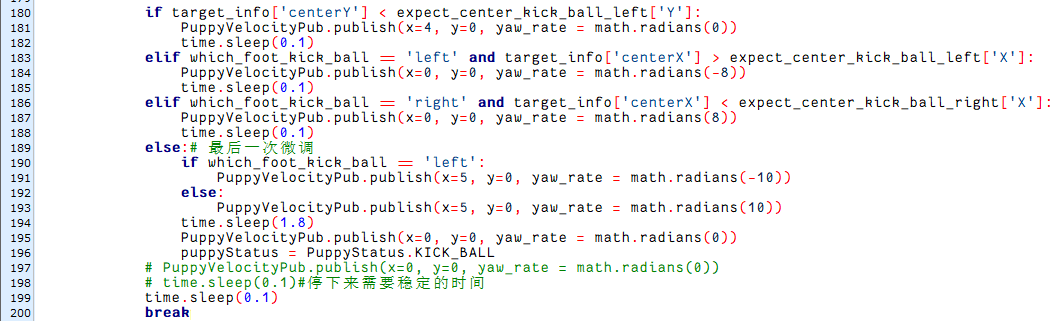 180 if target_info['centerY'] < expect_center_kick_ball_left['Y']:
181 PuppyVelocityPub.publish(x=4, y=0, yaw_rate = math.radians(0))
182 time.sleep(0.1)
183 elif which_foot_kick_ball == 'left' and target_info['centerX'] > expect_center_kick_ball_left['X']:
184 PuppyVelocityPub.publish(x=0, y=0, yaw_rate = math.radians(-8))
185 time.sleep(0.1)
186 elif which_foot_kick_ball == 'right' and target_info['centerX'] < expect_center_kick_ball_right['X']:
187 PuppyVelocityPub.publish(x=0, y=0, yaw_rate = math.radians(8))
188 time.sleep(0.1)
189 else:# 最后一次微调
190 if which_foot_kick_ball == 'left':
191 PuppyVelocityPub.publish(x=5, y=0, yaw_rate = math.radians(-10))
192 else:
193 PuppyVelocityPub.publish(x=5, y=0, yaw_rate = math.radians(10))
194 time.sleep(1.8)
195 PuppyVelocityPub.publish(x=0, y=0, yaw_rate = math.radians(0))
196 puppyStatus = PuppyStatus.KICK_BALL
197 # PuppyVelocityPub.publish(x=0, y=0, yaw_rate = math.radians(0))
198 # time.sleep(0.1)#停下来需要稳定的时间
199 time.sleep(0.1)
200 break